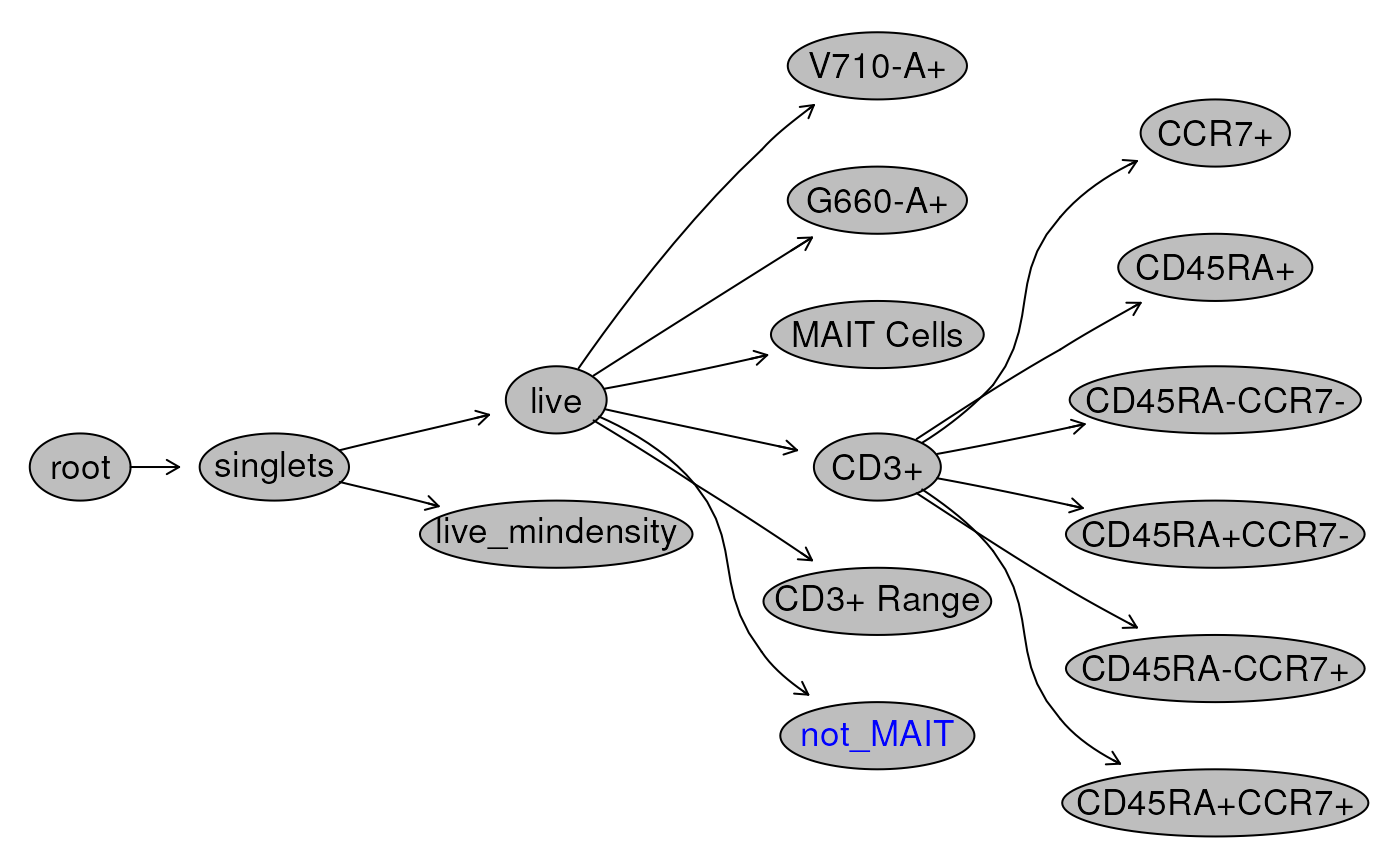 root
singlets
live
live_mindensity
V710-A+
G660-A+
MAIT Cells
CD3+
CD3+ Range
not_MAIT
CCR7+
CD45RA+
CD45RA-CCR7-
CD45RA+CCR7-
CD45RA-CCR7+
CD45RA+CCR7+